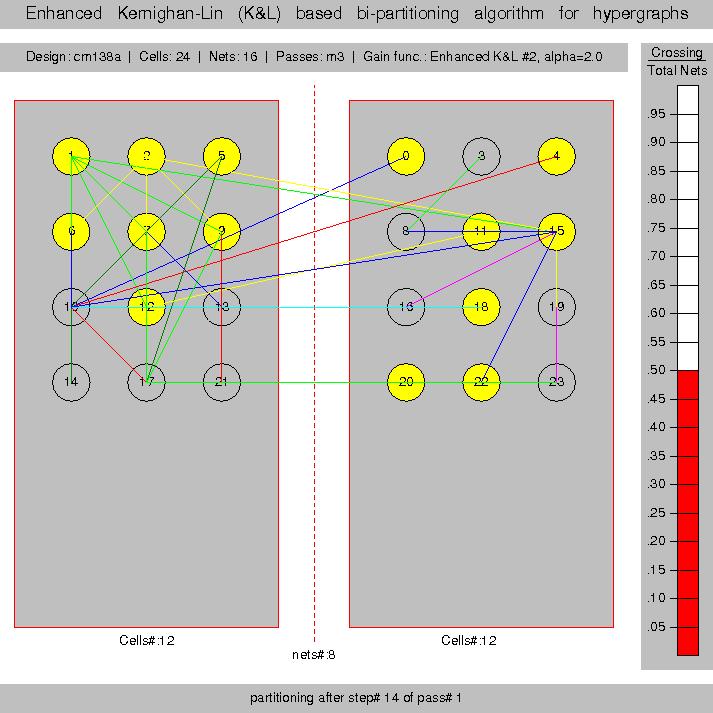 Enhanced Kernighan-Lin (K&L) based bi-partitioning algorithm for hypergraphs
Design: cm138a | Cells: 24 | Nets: 16 | Passes: m3 | Gain func.: Enhanced K&L #2, alpha=2.0
Crossing
Total Nets
.95
.90
.85
.80
.75
.70
.65
.60
.55
.50
.45
.40
.35
.30
.25
.20
.15
.10
.05
1 2 5 0 3 4
6 7 9 8 11 15
10 12 13 16 18 19
14 17 21 20 22 23
Cells#:12
Cells#:12
nets#:8
partitioning after step# 14 of pass# 1